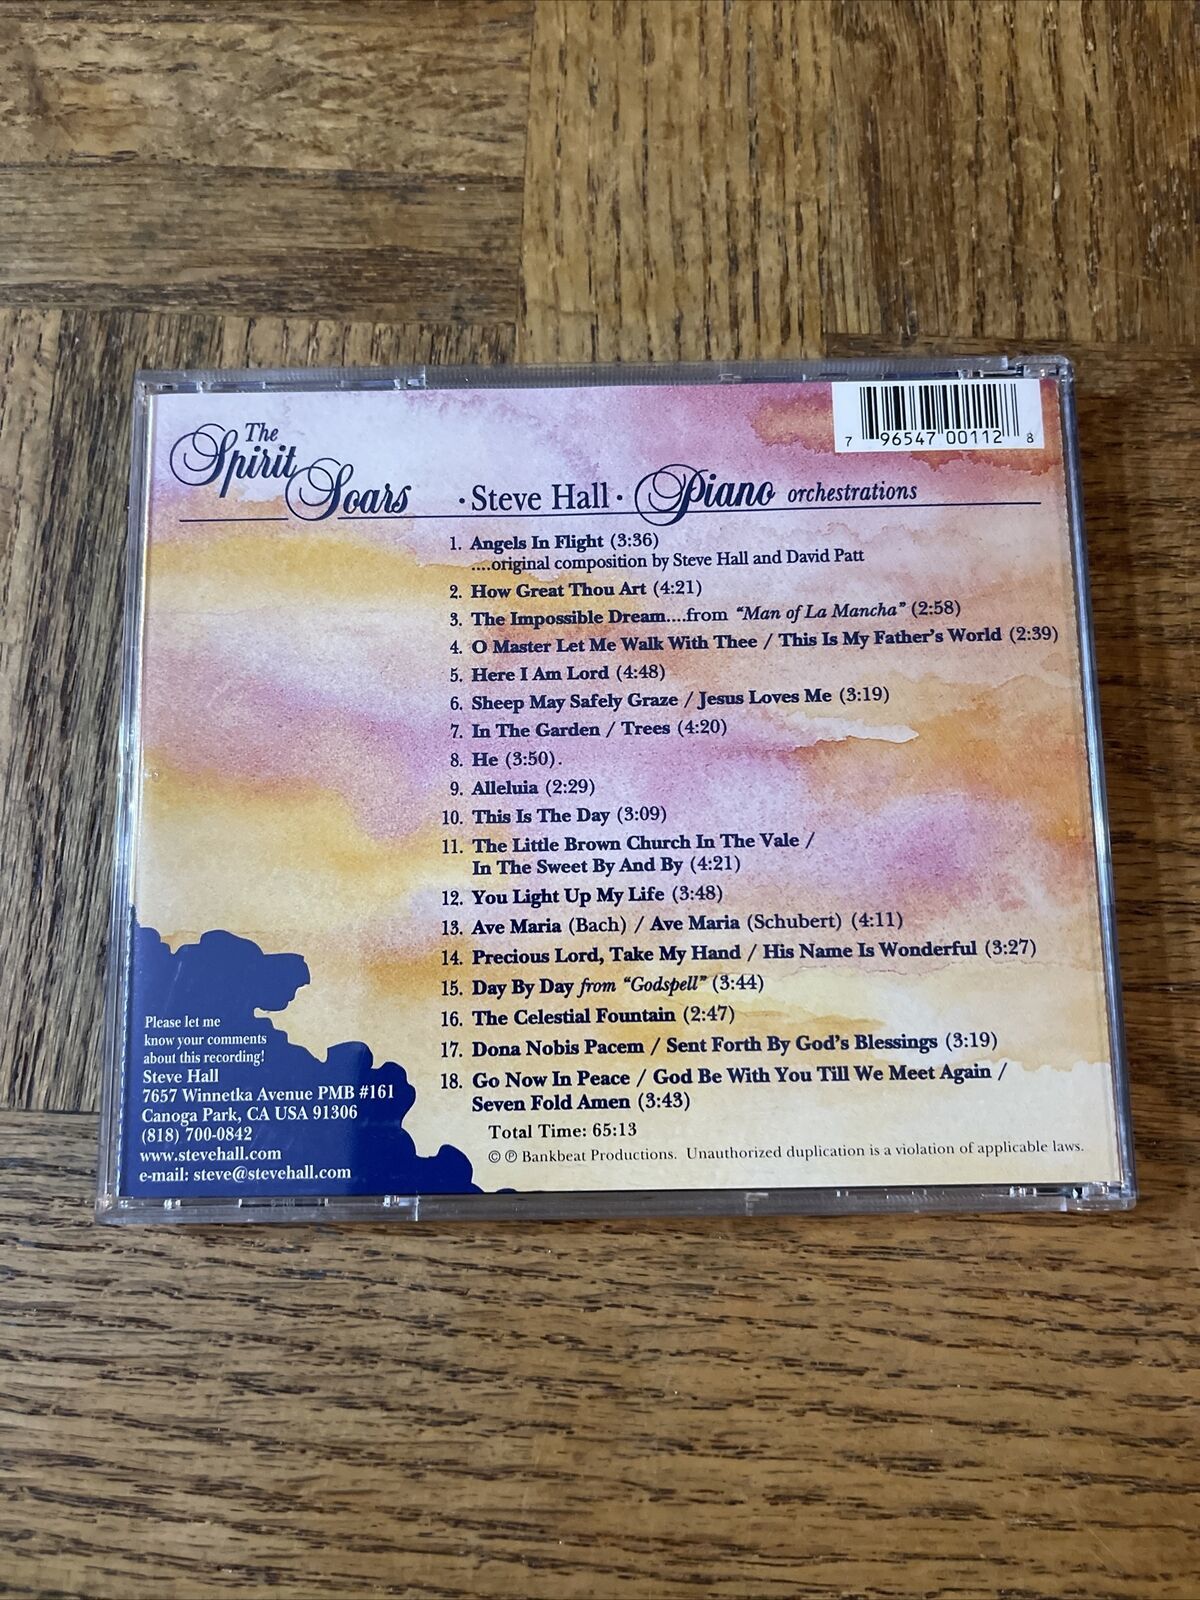 The
Spirit
Soars
· Steve Hall · Piano orchestrations
7 96547 00112 8
1. Angels In Flight (3:36)
....original composition by Steve Hall and David Patt
2. How Great Thou Art (4:21)
3. The Impossible Dream....from "Man of La Mancha" (2:58)
4. O Master Let Me Walk With Thee / This Is My Father's World (2:39)
5. Here I Am Lord (4:48)
6. Sheep May Safely Graze / Jesus Loves Me (3:19)
7. In The Garden / Trees (4:20)
8. He (3:50).
9. Alleluia (2:29)
10. This Is The Day (3:09)
11. The Little Brown Church In The Vale /
In The Sweet By And By (4:21)
12. You Light Up My Life (3:48)
13. Ave Maria (Bach) / Ave Maria (Schubert) (4:11)
14. Precious Lord, Take My Hand / His Name Is Wonderful (3:27)
15. Day By Day from "Godspell" (3:44)
16. The Celestial Fountain (2:47)
17. Dona Nobis Pacem / Sent Forth By God's Blessings (3:19)
18. Go Now In Peace / God Be With You Till We Meet Again /
Seven Fold Amen (3:43)
Total Time: 65:13
© ℗ Bankbeat Productions. Unauthorized duplication is a violation of applicable laws.
Please let me
know your comments
about this recording!
Steve Hall
7657 Winnetka Avenue PMB #161
Canoga Park, CA USA 91306
(818) 700-0842
www.stevehall.com
e-mail: steve@stevehall.com